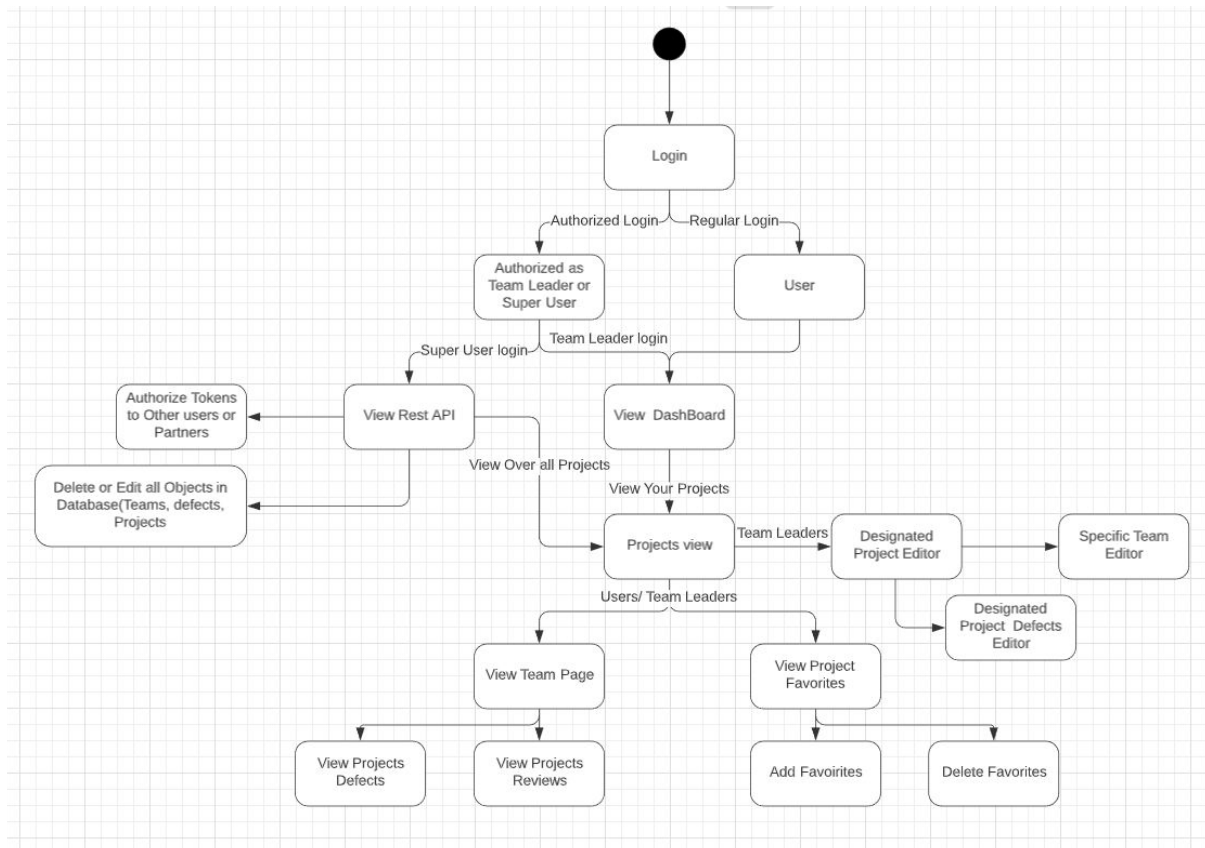 Login
Authorized Login
Regular Login
Authorized as
Team Leader or
Super User
User
Team Leader login
Super User login
Authorize Tokens
to Other users or
Partners
View Rest API
View DashBoard
Delete or Edit all Objects in
Database(Teams, defects,
Projects
View Over all Projects
View Your Projects
Projects view
Team Leaders
Designated
Project Editor
Specific Team
Editor
Designated
Project Defects
Editor
Users/ Team Leaders
View Team Page
View Project
Favorites
View Projects
Defects
View Projects
Reviews
Add Favoirites
Delete Favorites